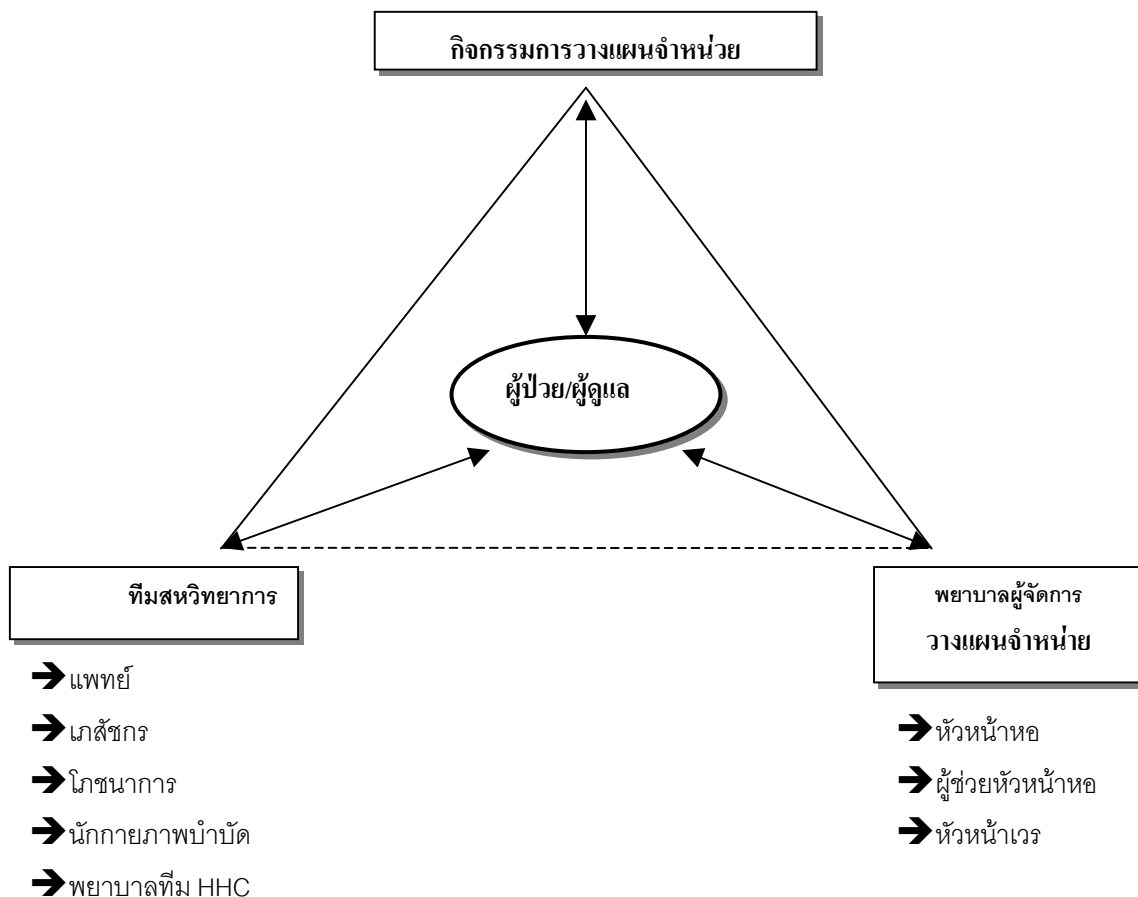 กิจกรรมการวางแผนจำหน่วย
ผู้ป่วย/ผู้ดูแล
ทีมสหวิทยาการ
➔แพทย์
➔เภสัชกร
➔โภชนาการ
➔นักกายภาพบำบัด
➔พยาบาลทีม HHC
พยาบาลผู้จัดการ
วางแผนจำหน่าย
➔หัวหน้าหอ
➔ผู้ช่วยหัวหน้าหอ
➔หัวหน้าเวร